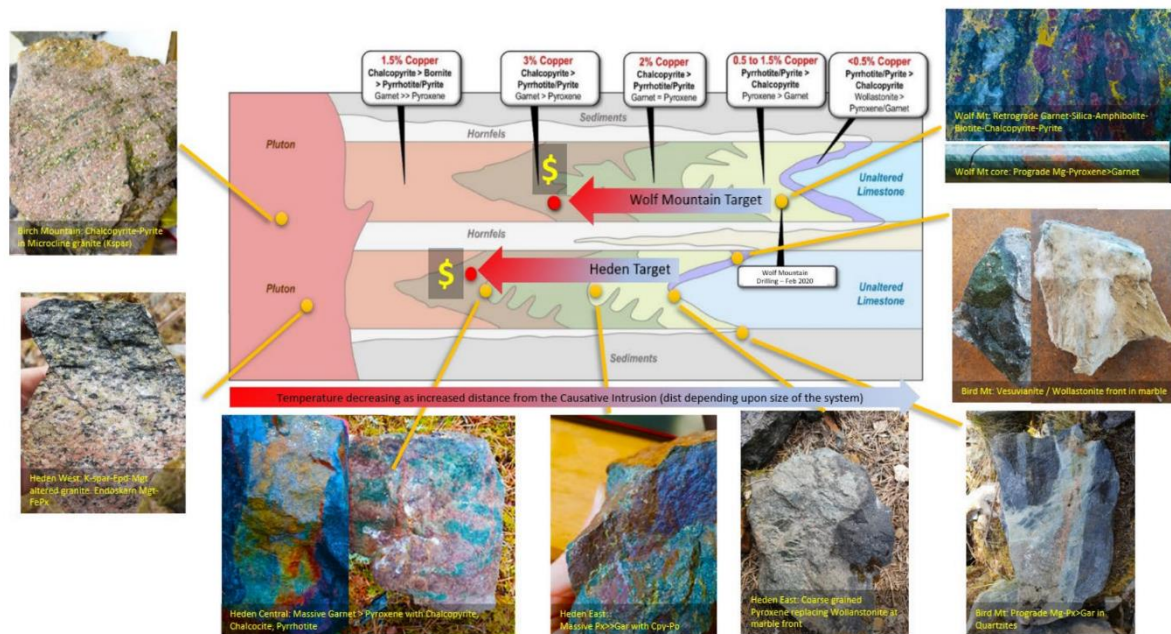 1.5% Copper
Chalcopyrite > Bornite
> Pyrrhotite/Pyrite
Garnet >> Pyroxene
3% Copper
Chalcopyrite >
Pyrrhotite/Pyrite
Garnet > Pyroxene
2% Copper
Chalcopyrite >
Pyrrhotite/Pyrite
Garnet = Pyroxene
0.5 to 1.5% Copper
Pyrrhotite/Pyrite >
Chalcopyrite
Pyroxene > Garnet
<0.5% Copper
Pyrrhotite/Pyrite >
Chalcopyrite
Wollastonite >
Pyroxene/Garnet
Sediments
Hornfels
Pluton
$
Wolf Mountain Target
Unaltered
Limestone
Hornfels
$
Heden Target
Wolf Mountain
Drilling – Feb 2020
Pluton
Unaltered
Limestone
Sediments
Temperature decreasing as increased distance from the Causative Intrusion (dist depending upon size of the system)
Birch Mountain: Chalcopyrite-Pyrite
in Microcline granite (Kspar)
Heden West: K-spar-Epd-Mgt
altered granite. Endoskarn Mgt-
FePx
Wolf Mt: Retrograde Garnet-Silica-Amphibolite-
Biotite-Chalcopyrite-Pyrite
Wolf Mt core: Prograde Mg-Pyroxene>Garnet
Bird Mt: Vesuvianite / Wollastonite front in marble
Heden Central: Massive Garnet > Pyroxene with Chalcopyrite,
Chalcocite, Pyrrhotite
Heden East:
Massive Px>>Gar with Cpy-Po
Heden East: Coarse grained
Pyroxene replacing Wollanstonite at
marble front
Bird Mt: Prograde Mg-Px>Gar in
Quartzites